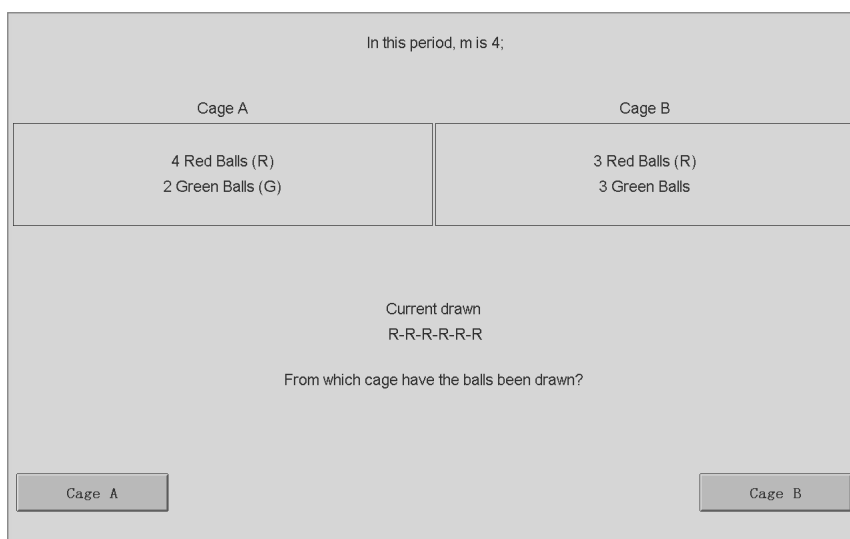 In this period, m is 4;
Cage A
Cage B
4 Red Balls (R)
2 Green Balls (G)
3 Red Balls (R)
3 Green Balls
Current drawn
R-R-R-R-R-R
From which cage have the balls been drawn?
Cage A
Cage B